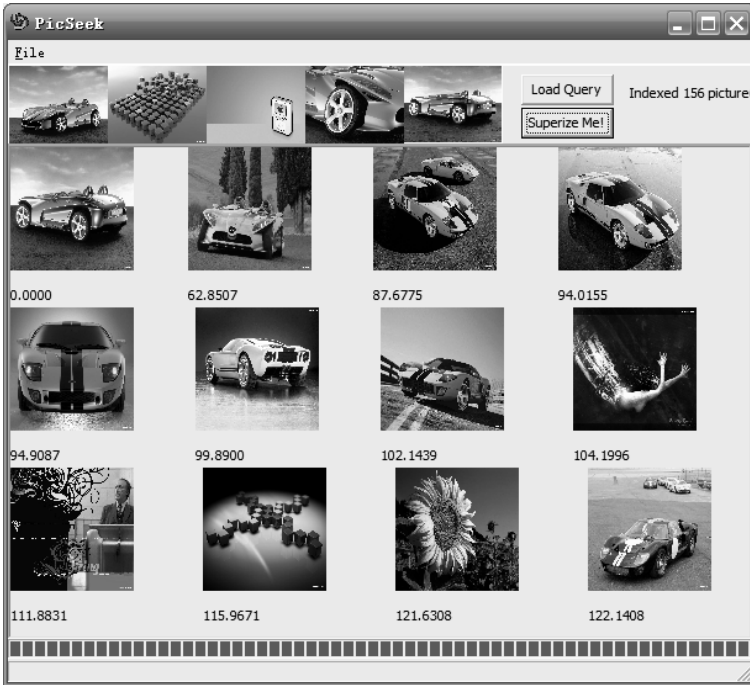 PicSeek
File
Load Query
Indexed 156 picture
Superize Me!
0.0000
62.8507
87.6775
94.0155
94.9087
99.8900
102.1439
104.1996
111.8831
115.9671
121.6308
122.1408